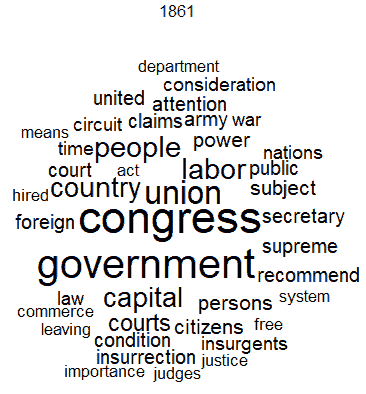 1861
department
consideration
united attention
means circuit claims army war
time people power
court act labor public nations
hired country union subject
foreign congress secretary
government supreme
recommend
law capital persons system
commerce
leaving courts citizens free
condition insurgents
insurrection justice
importance judges